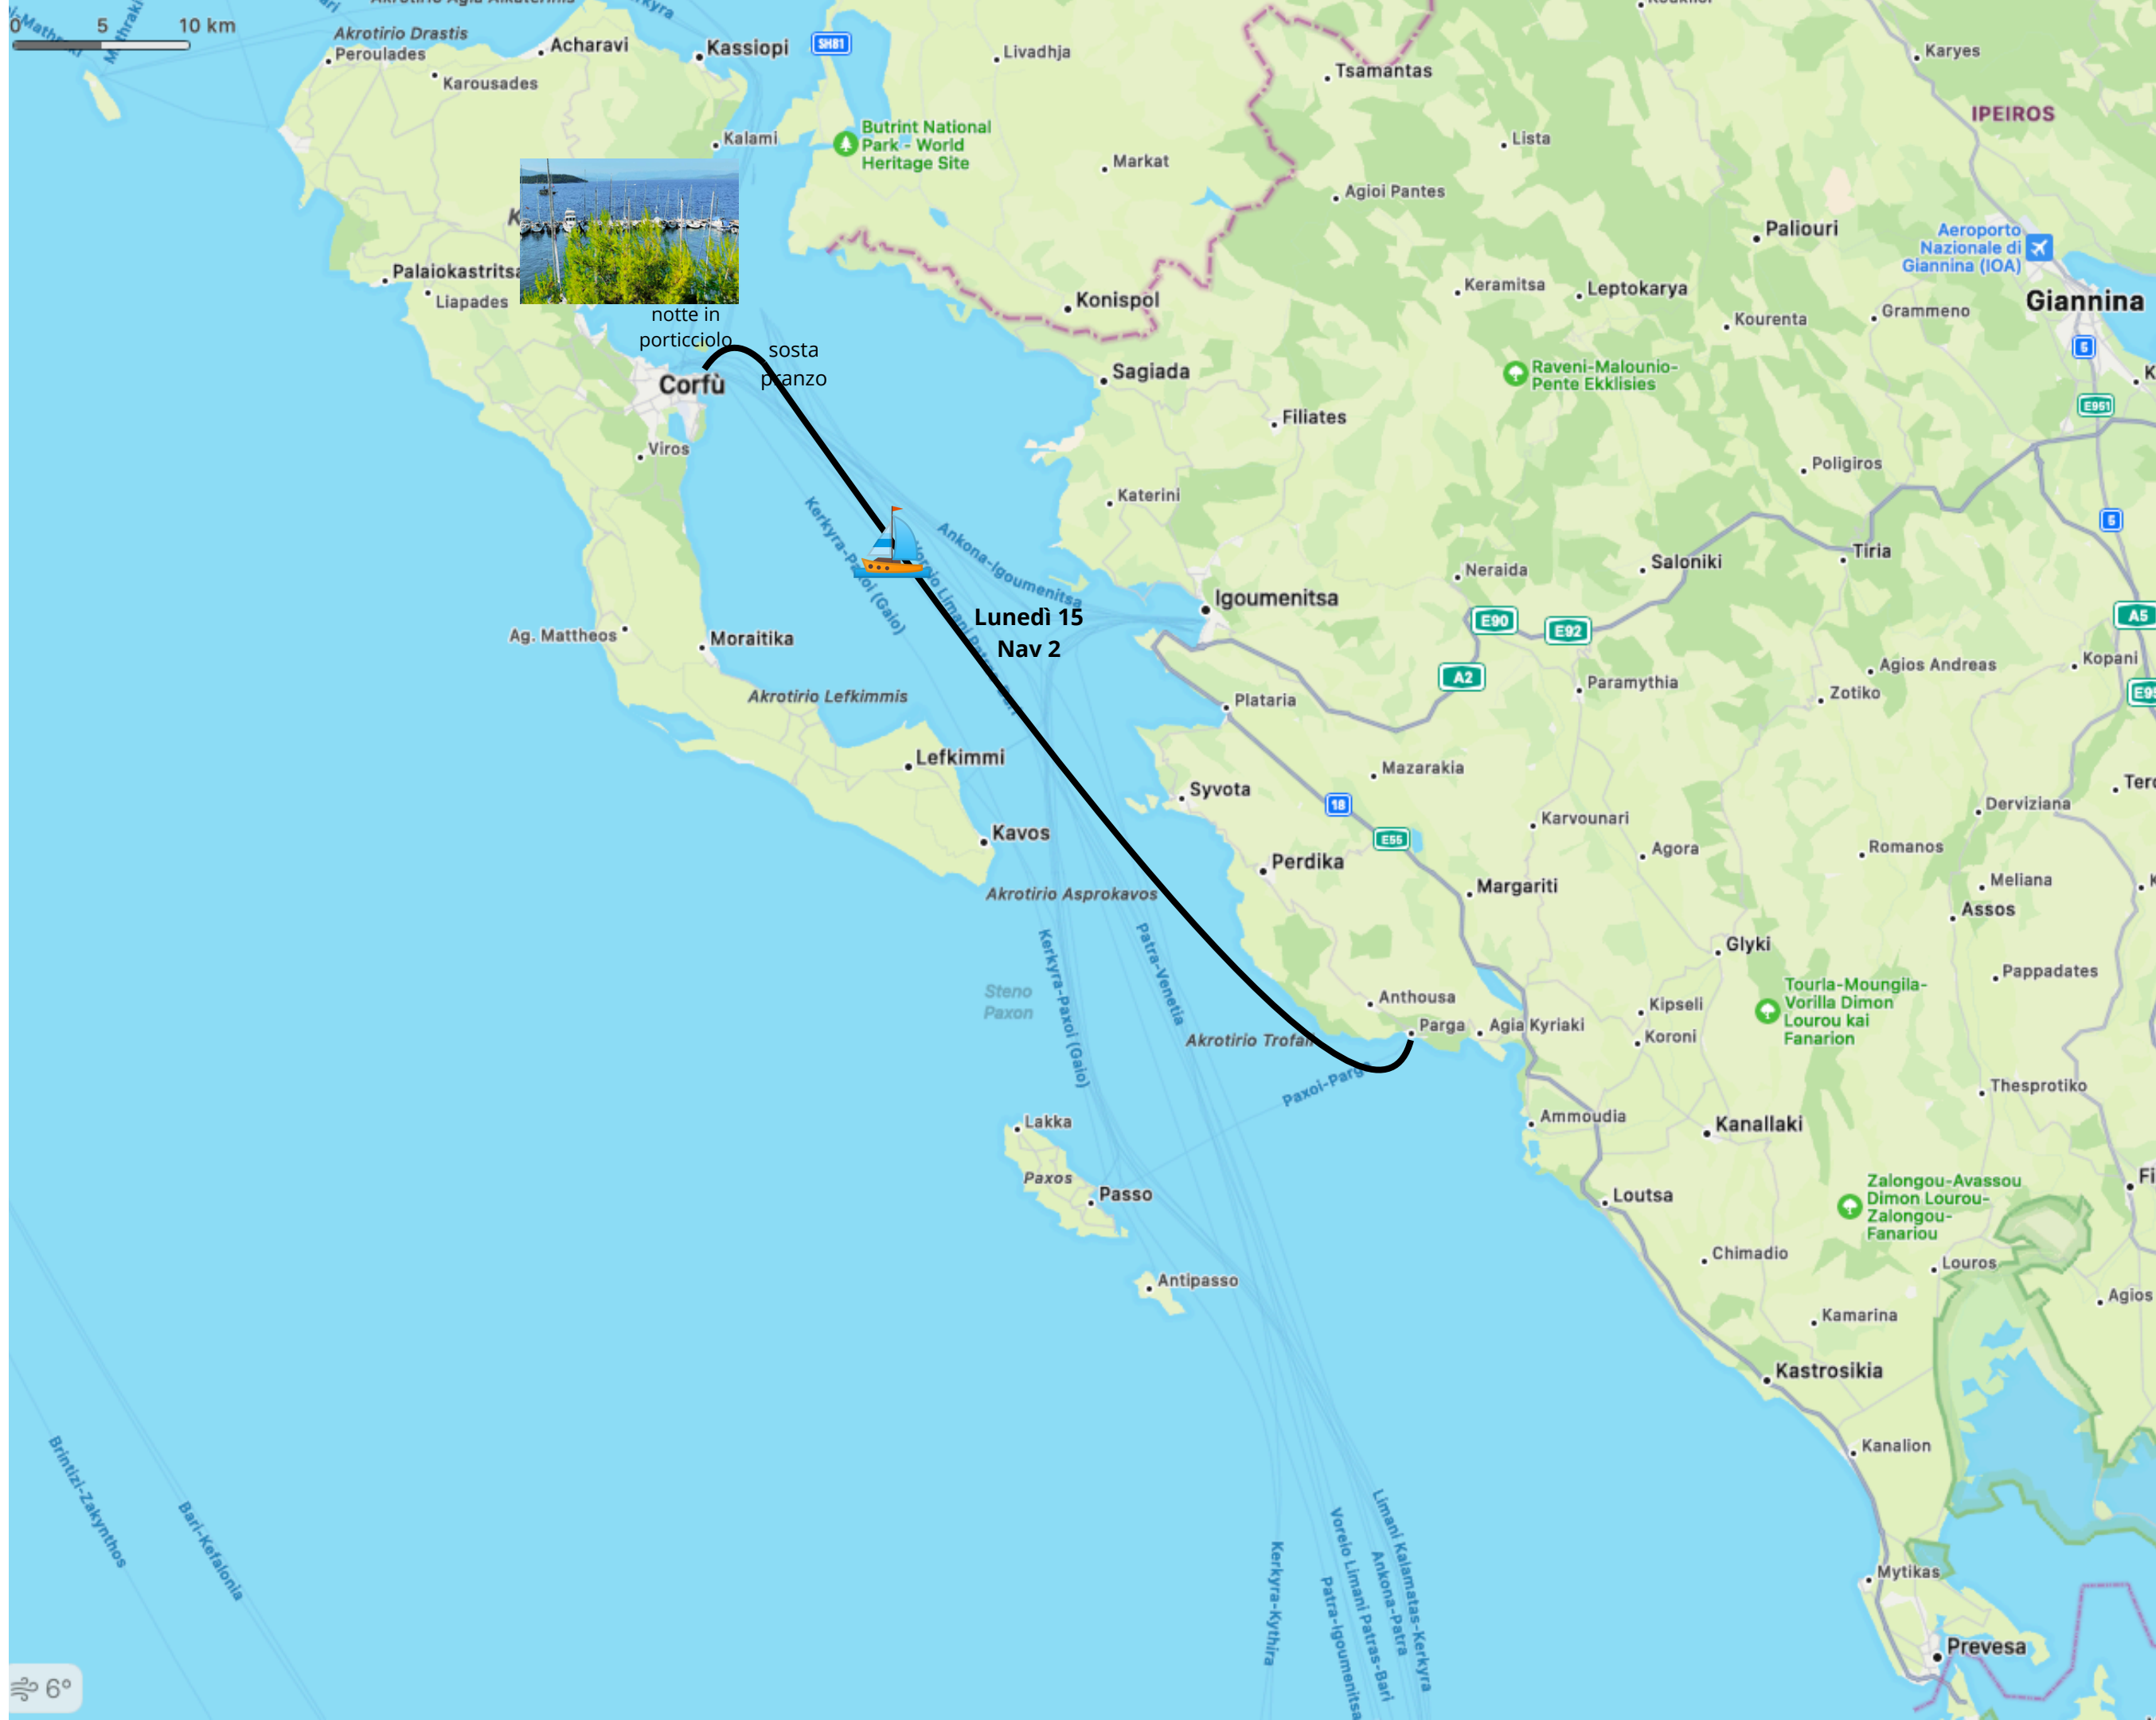 0
5
10 km
Akrotirio Drastis
Peroulades
Acharavi
Karousades
Kassiopi
SH81
Livadhja
Tsamantas
Karyes
IPEIROS
Kalami
Butrint National
Park - World
Heritage Site
Markat
Lista
Agioi Pantes
Paliouri
Aeroporto
Nazionale di
Giannina (IOA)
Giannina
Palaiokastritsa
Liapades
Konispol
Keramitsa
Leptokarya
Kourenta
Grammeno
5
notte in
porticciolo
sosta
pranzo
Corfù
Sagiada
Raveni-Malounio-
Pente Ekklisies
E951
Filiates
Viros
Poligiros
Katerini
5
Kerkyra-Paxoi (Gaio)
Ankona-Igoumenitsa
Tiria
Saloniki
Neraida
Igoumenitsa
E90
E92
A5
Lunedì 15
Nav 2
Ag. Mattheos
Moraitika
A2
Paramythia
Agios Andreas
Kopani
Zotiko
Akrotirio Lefkimmis
Plataria
Lefkimmi
Mazarakia
Syvota
18
Derviziana
Karvounari
Kavos
E55
Perdika
Agora
Romanos
Margariti
Meliana
Assos
Akrotirio Asprokavos
Glyki
Kerkyra-Paxoi (Gaio)
Patra-Venetia
Steno
Paxon
Anthousa
Pappadates
Tourla-Moungila-
Vorilla Dimon
Lourou kai
Fanarion
Kipseli
Parga
Agia Kyriaki
Koroni
Akrotirio Trofali
Paxoi-Parga
Thesprotiko
Lakka
Ammoudia
Kanallaki
Paxos
Passo
Loutsa
Zalongou-Avassou
Dimon Lourou-
Zalongou-
Fanariou
Chimadio
Louros
Antipasso
Agios
Kamarina
Kastrosikia
Kanalion
Brintizi-Zakynthos
Bari-Kefalonia
Kerkyra-Kythira
Voreio Limani Patras-Bari
Patra-Igoumenitsa
Ankona-Patra
Limani Kalamatas-Kerkyra
Mytikas
Prevesa
6°